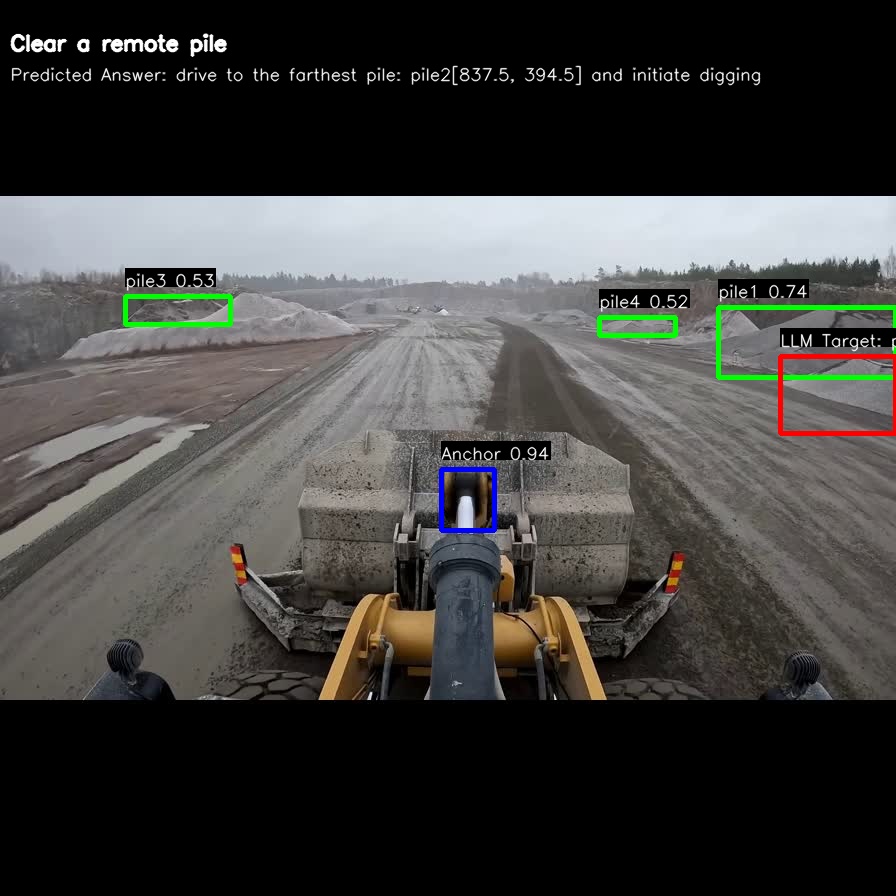 Clear a remote pile
Predicted Answer: drive to the farthest pile: pile2[837.5, 394.5] and initiate digging
pile3 0.53
pile4 0.52
pile1 0.74
LLM Target: p
Anchor 0.94